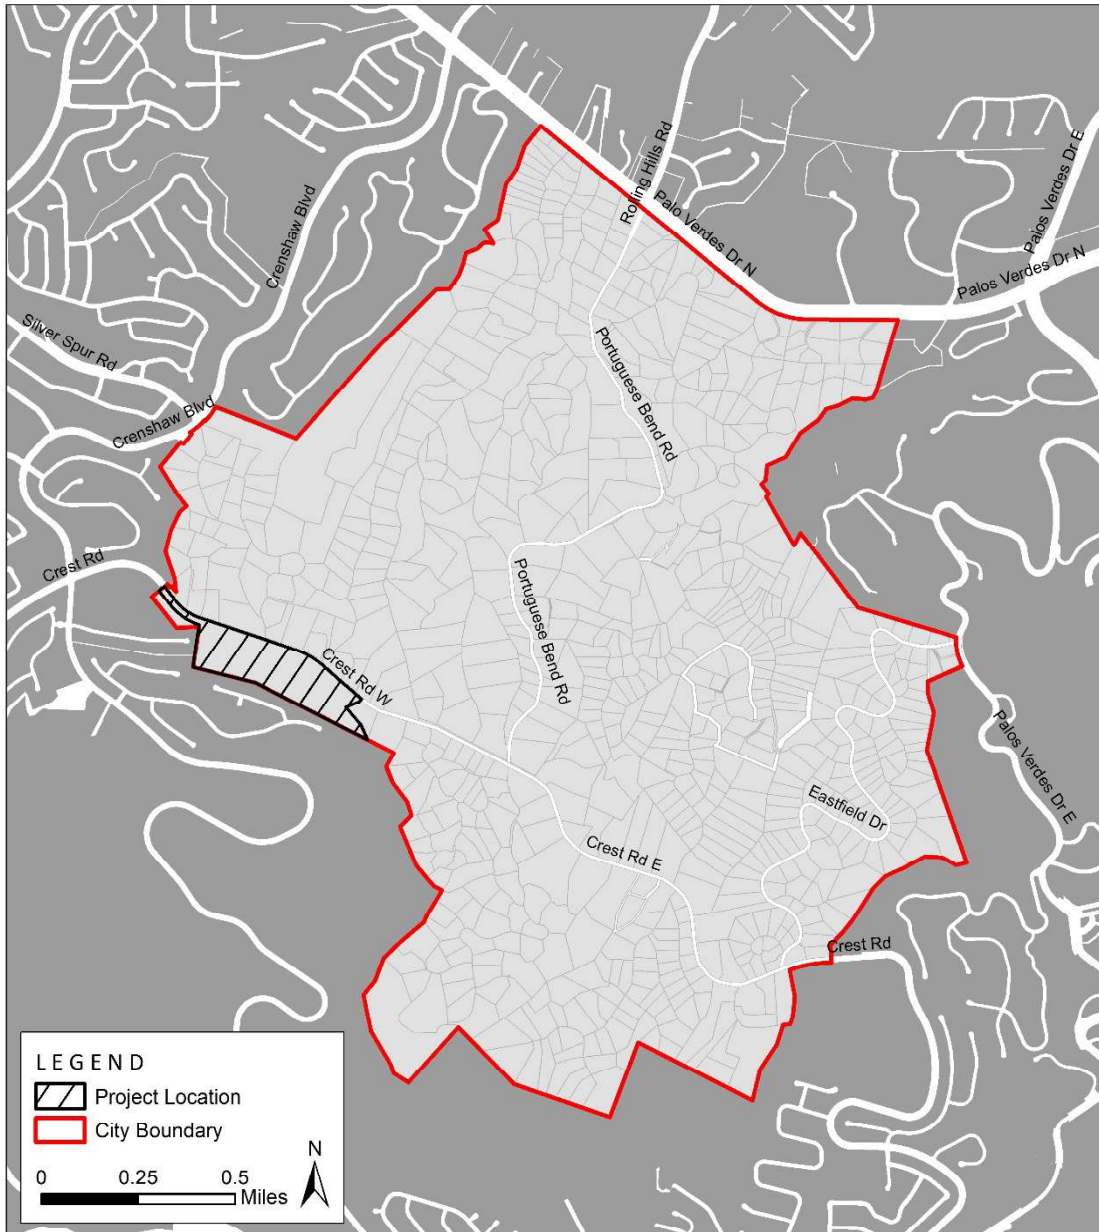 Rolling Hills Rd
Palos Verdes Dr E
Crenshaw Blvd
Palo Verdes Dr N
Palos Verdes Dr N
Silver Spur Rd
Portuguese Bend Rd
Crenshaw Blvd
Crest Rd
Portuguese Bend Rd
Crest Rd W
Palos Verdes Dr E
Eastfield Dr
Crest Rd E
Crest Rd
LEGEND
Project Location
City Boundary
N
0 0.25 0.5
Miles